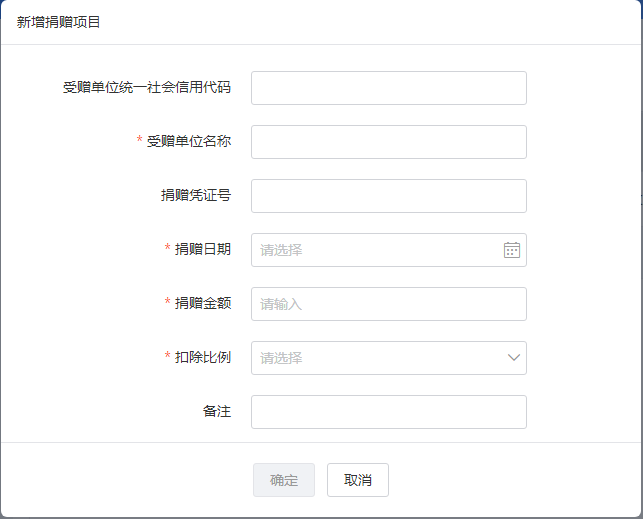 新增捐赠项目
受赠单位统一社会信用代码
* 受赠单位名称
捐赠凭证号
* 捐赠日期 请选择
* 捐赠金额 请输入
* 扣除比例 请选择
备注
确定 取消